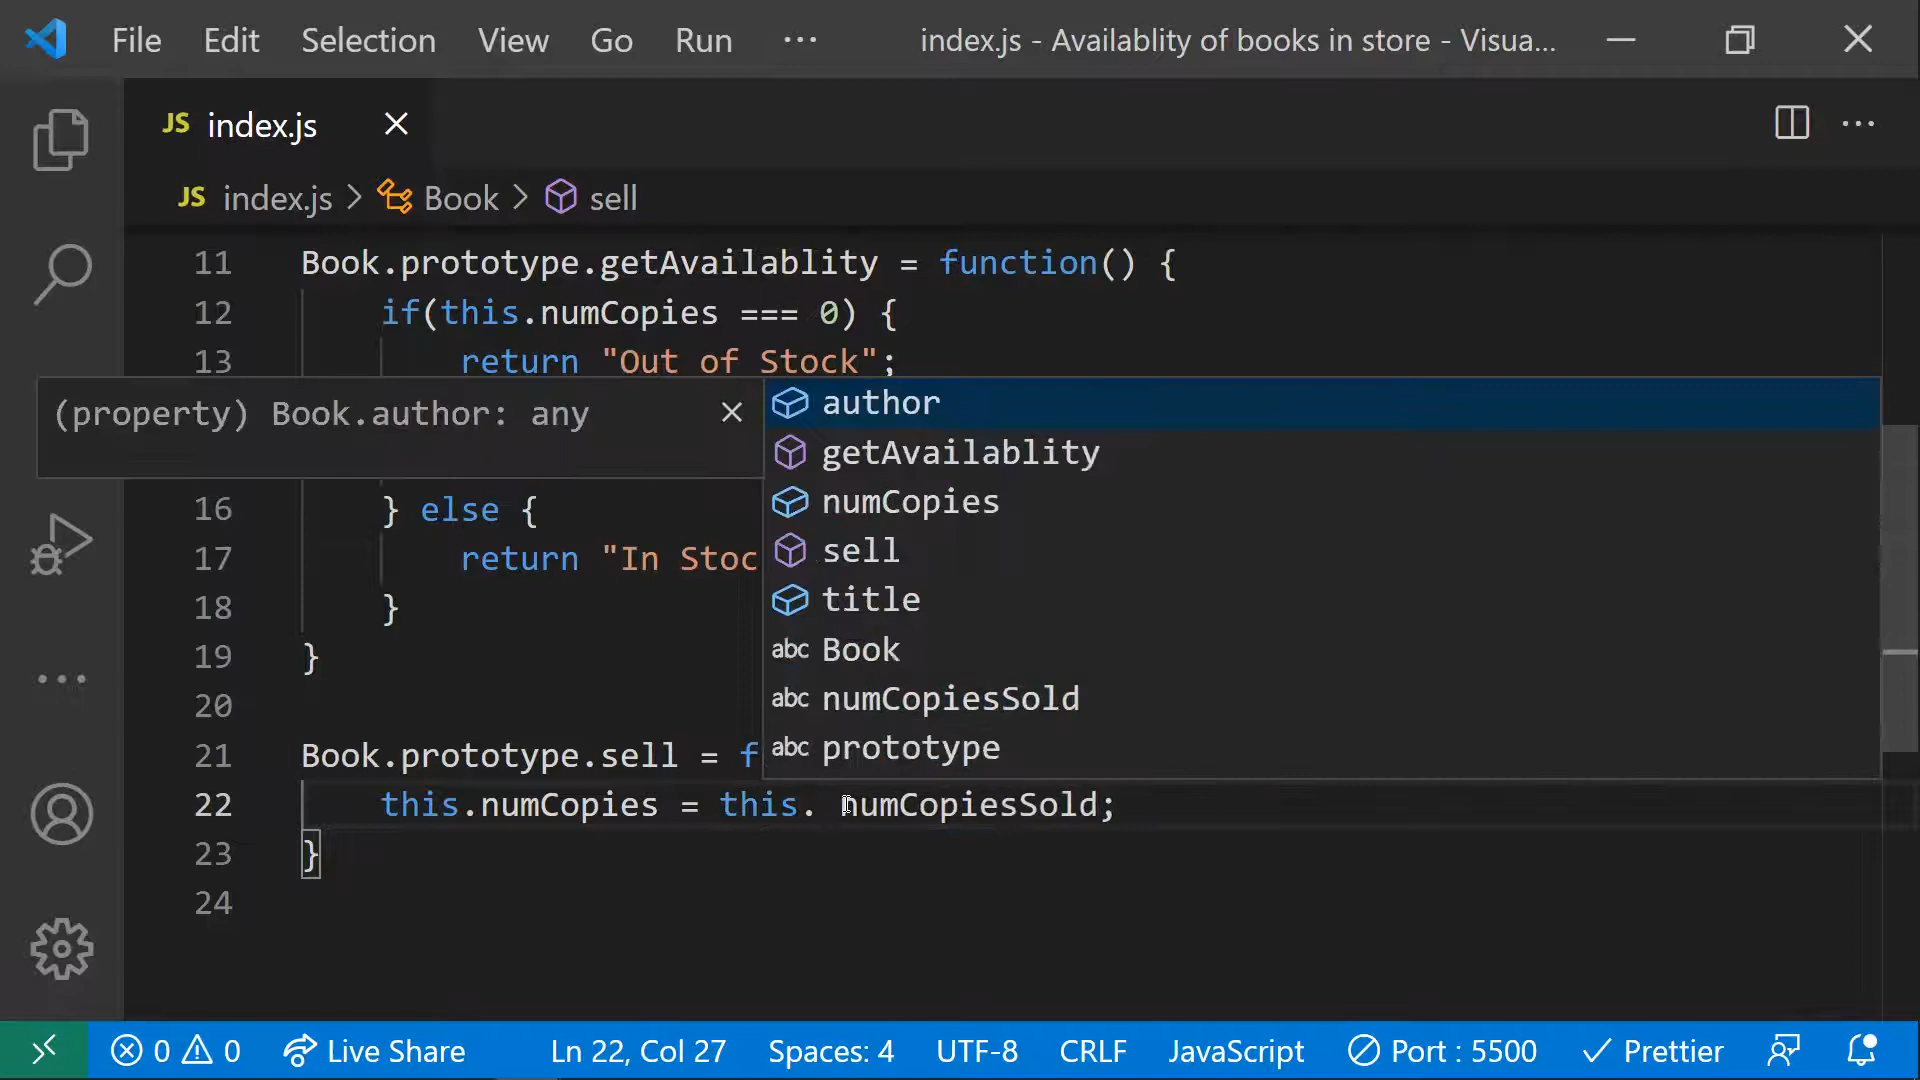 File Edit Selection View Go Run ··· index.js - Availablity of books in store - Visua...
JS index.js
JS index.js > Book > sell
11 Book.prototype.getAvailablity = function() {
12 if(this.numCopies === 0) {
13 return "Out of Stock";
(property) Book.author: any
author
getAvailablity
numCopies
sell
title
abc Book
abc numCopiesSold
abc prototype
16 } else {
17 return "In Stoc
18 }
19 }
20
21 Book.prototype.sell = f
22 this.numCopies = this. numCopiesSold;
23 }
24
0 0 Live Share Ln 22, Col 27 Spaces: 4 UTF-8 CRLF JavaScript Port : 5500 Prettier